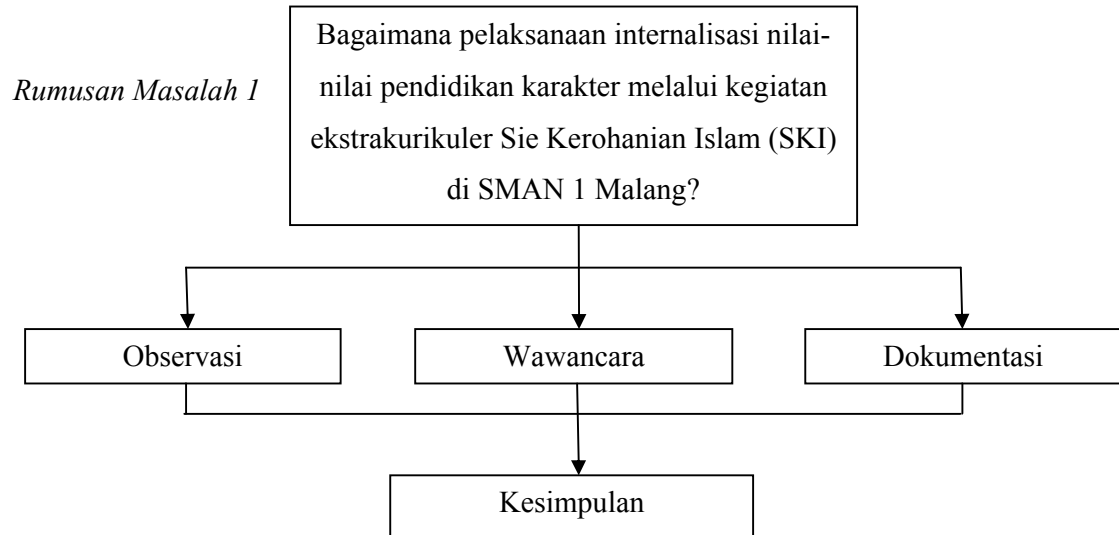 Bagaimana pelaksanaan internalisasi nilai-
Rumusan Masalah 1
nilai pendidikan karakter melalui kegiatan
ekstrakurikuler Sie Kerohanian Islam (SKI)
di SMAN 1 Malang?
Observasi
Wawancara
Dokumentasi
Kesimpulan